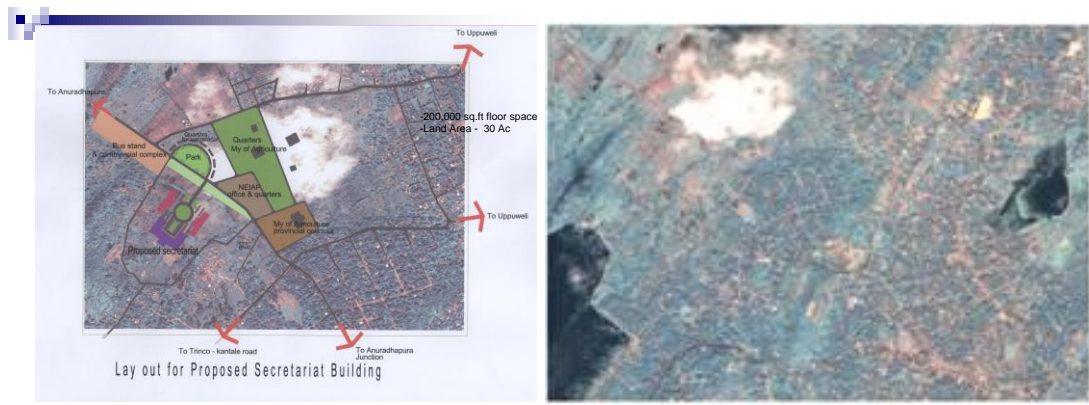 To Uppuweli
To Anuradhapura
-200,000 sq.ft floor space
-Land Area - 30 Ac
Bus stand
& commercial complex
Quarters
Park
Quarters
My of Agriculture
NEIAP
office & quarters
My of Agriculture
provincial council
To Uppuweli
Proposed secretariat
To Trinco - kantale road
To Anuradhapura
Junction
Lay out for Proposed Secretariat Building